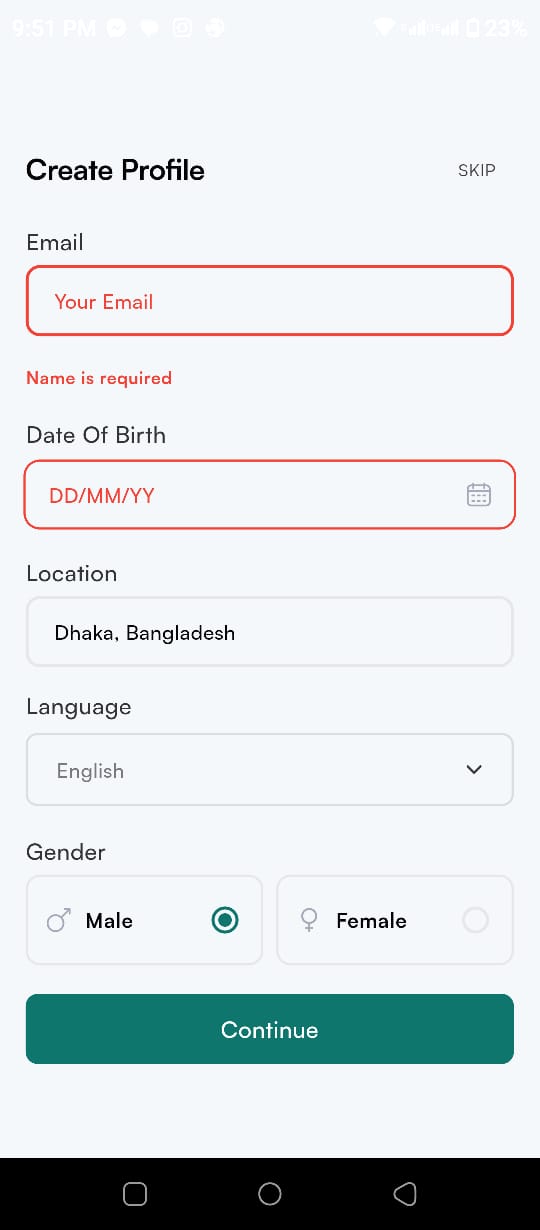 9:51 PM 23%
Create Profile SKIP
Email
Your Email
Name is required
Date Of Birth
DD/MM/YY
Location
Dhaka, Bangladesh
Language
English
Gender
Male Female
Continue